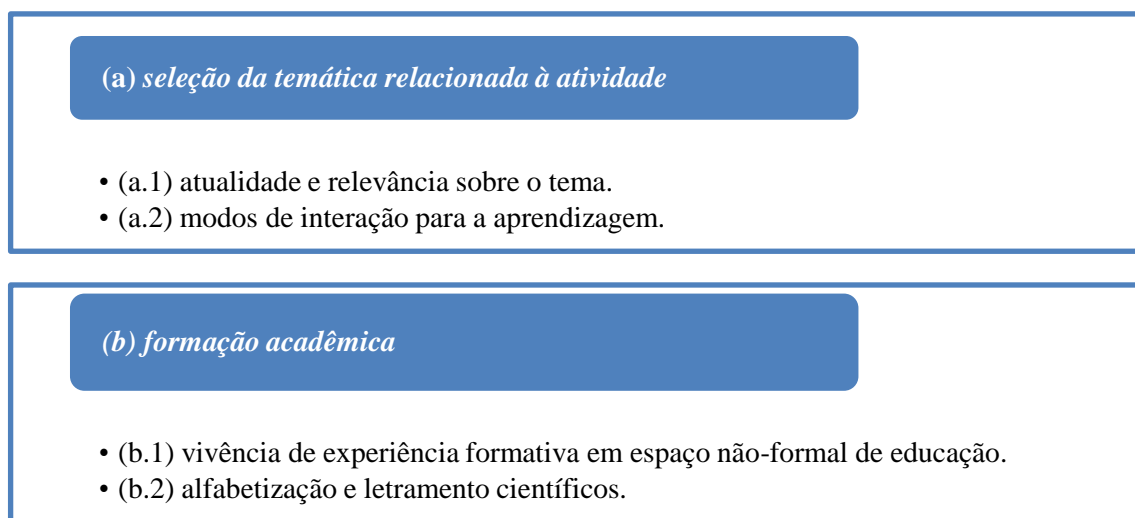 (a) seleção da temática relacionada à atividade
• (a.1) atualidade e relevância sobre o tema.
• (a.2) modos de interação para a aprendizagem.
(b) formação acadêmica
• (b.1) vivência de experiência formativa em espaço não-formal de educação.
• (b.2) alfabetização e letramento científicos.